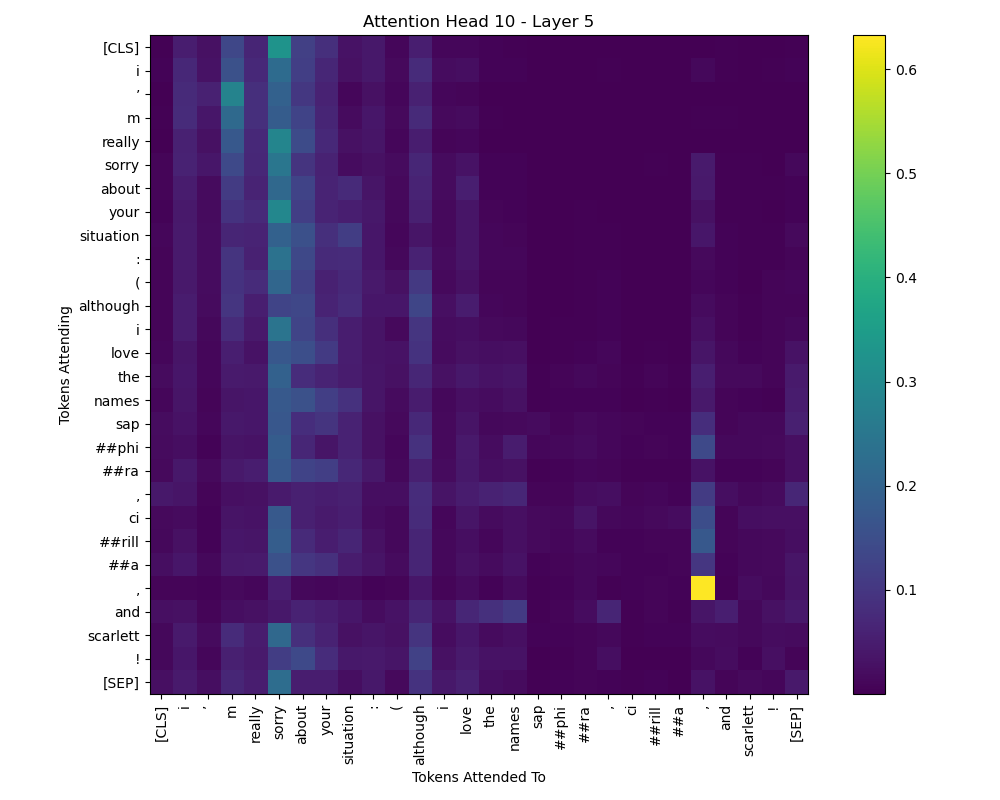 Attention Head 10 - Layer 5
Tokens Attending
[CLS]
i
’
m
really
sorry
about
your
situation
:
(
although
i
love
the
names
sap
##phi
##ra
,
ci
##rill
##a
,
and
scarlett
!
[SEP]
[CLS]
i
’
m
really
sorry
about
your
situation
:
(
although
i
love
the
names
sap
##phi
##ra
,
ci
##rill
##a
,
and
scarlett
!
[SEP]
Tokens Attended To
0.6
0.5
0.4
0.3
0.2
0.1